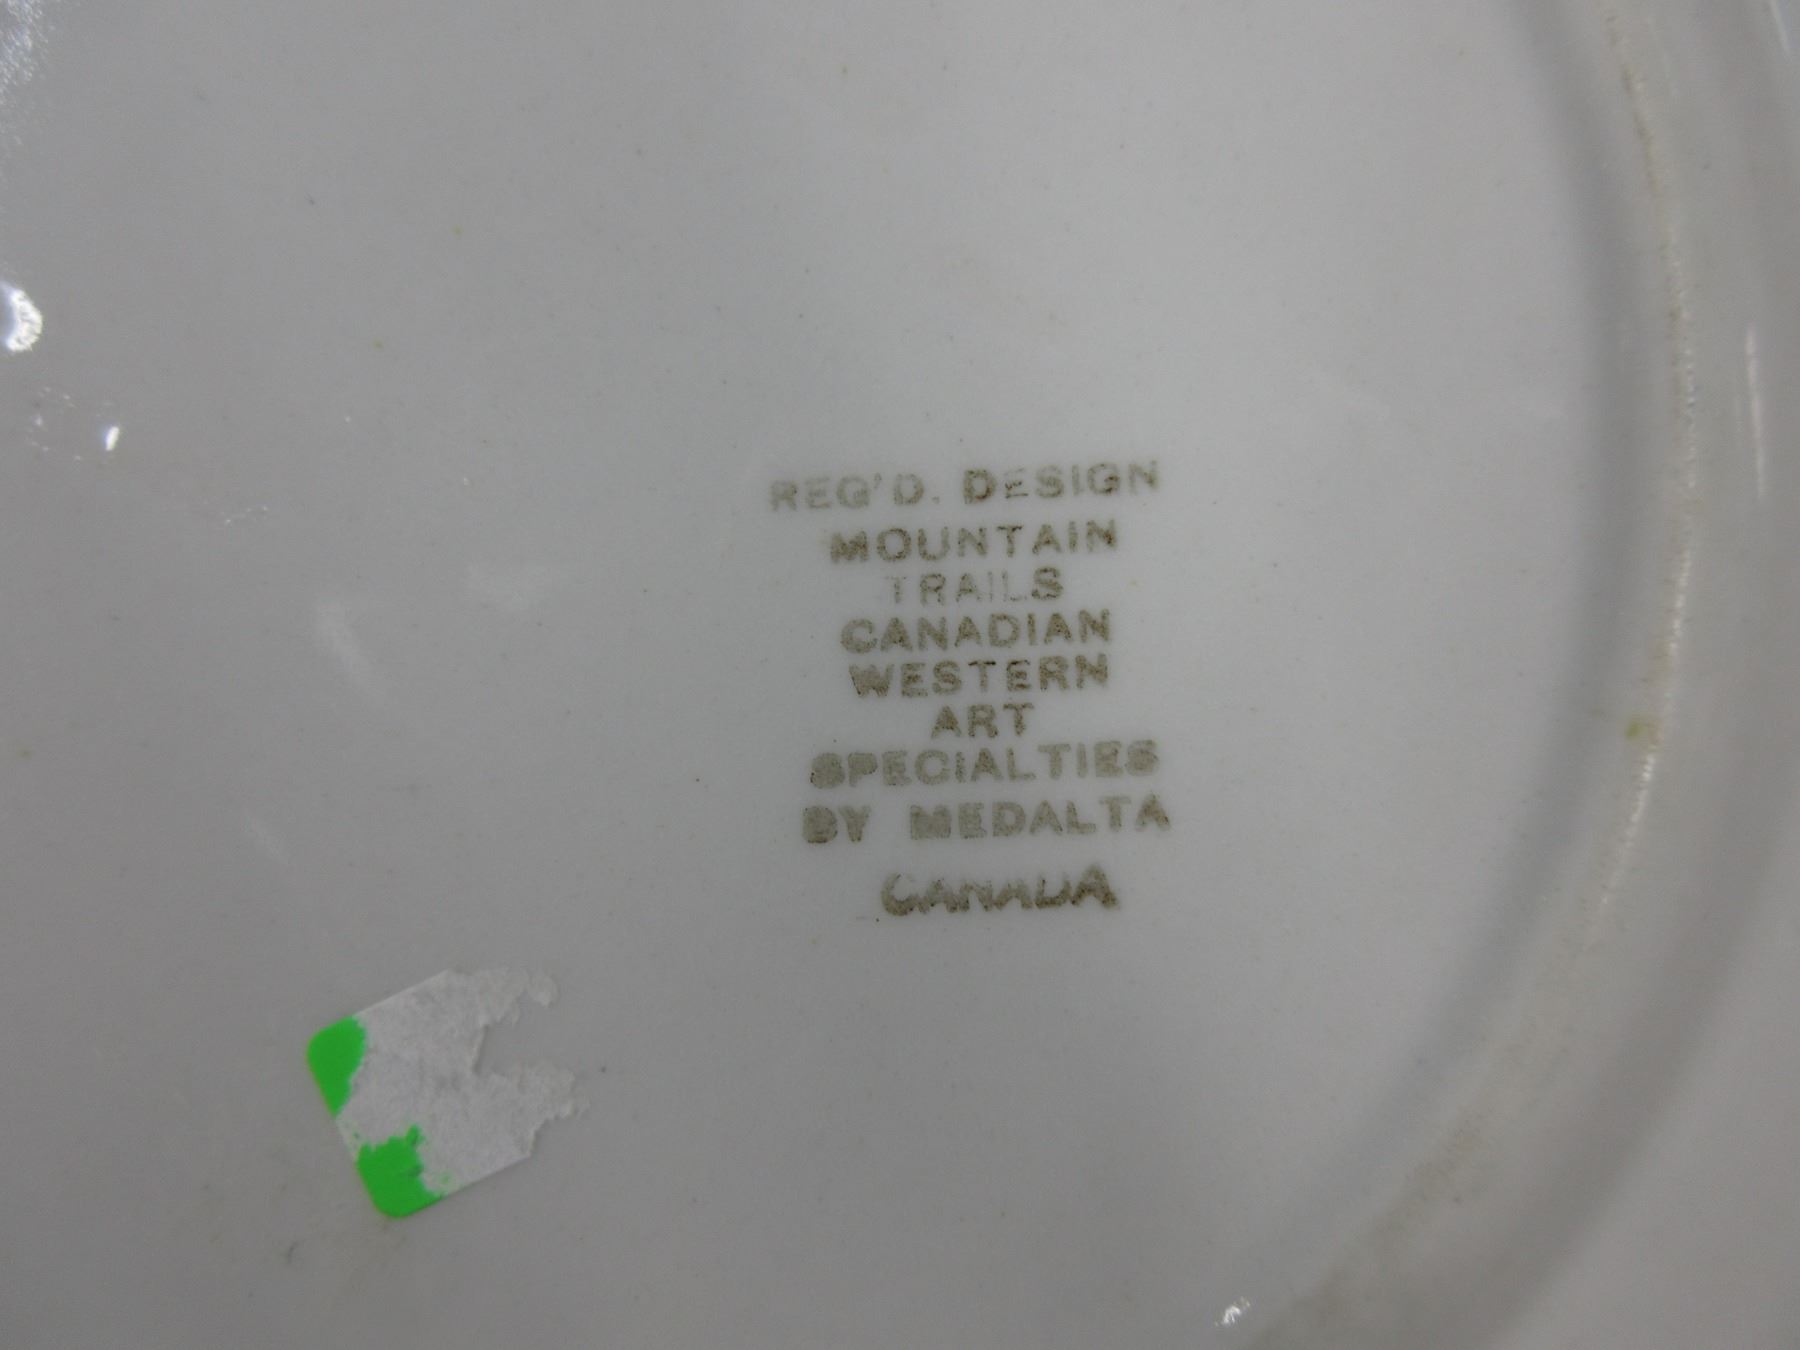 REG'D. DESIGN
MOUNTAIN
TRAILS
CANADIAN
WESTERN
ART
SPECIALTIES
BY MEDALTA
CANADA